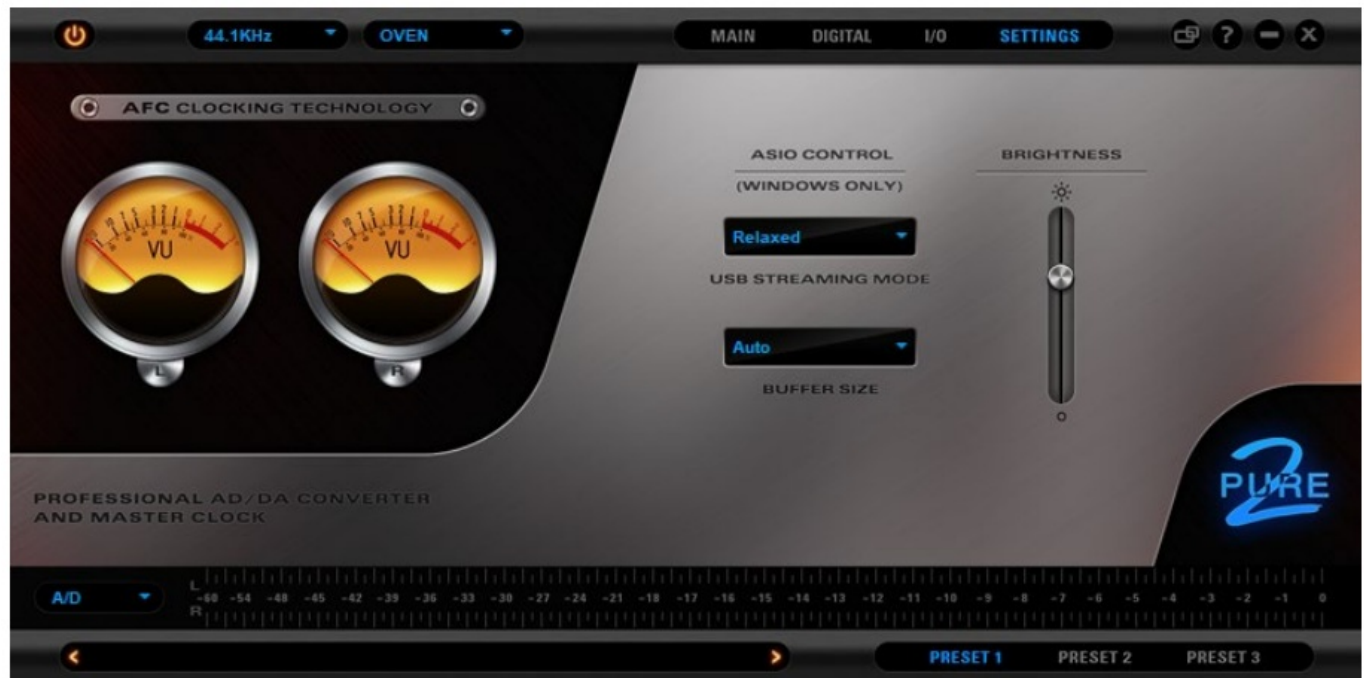 44.1KHz OVEN MAIN DIGITAL I/O SETTINGS ?
AFC CLOCKING TECHNOLOGY
VU VU
L R
ASIO CONTROL
(WINDOWS ONLY)
Relaxed
USB STREAMING MODE
Auto
BUFFER SIZE
BRIGHTNESS
PROFESSIONAL AD/DA CONVERTER
AND MASTER CLOCK
PURE 2
A/D
L
-60 -54 -48 -45 -42 -39 -36 -33 -30 -27 -24 -21 -18 -17 -16 -15 -14 -13 -12 -11 -10 -9 -8 -7 -6 -5 -4 -3 -2 -1 0
R
PRESET 1 PRESET 2 PRESET 3